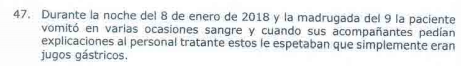 47. Durante la noche del 8 de enero de 2018 y la madrugada del 9 la paciente
vomitó en varias ocasiones sangre y cuando sus acompañantes pedían
explicaciones al personal tratante estos le espetaban que simplemente eran
jugos gástricos.